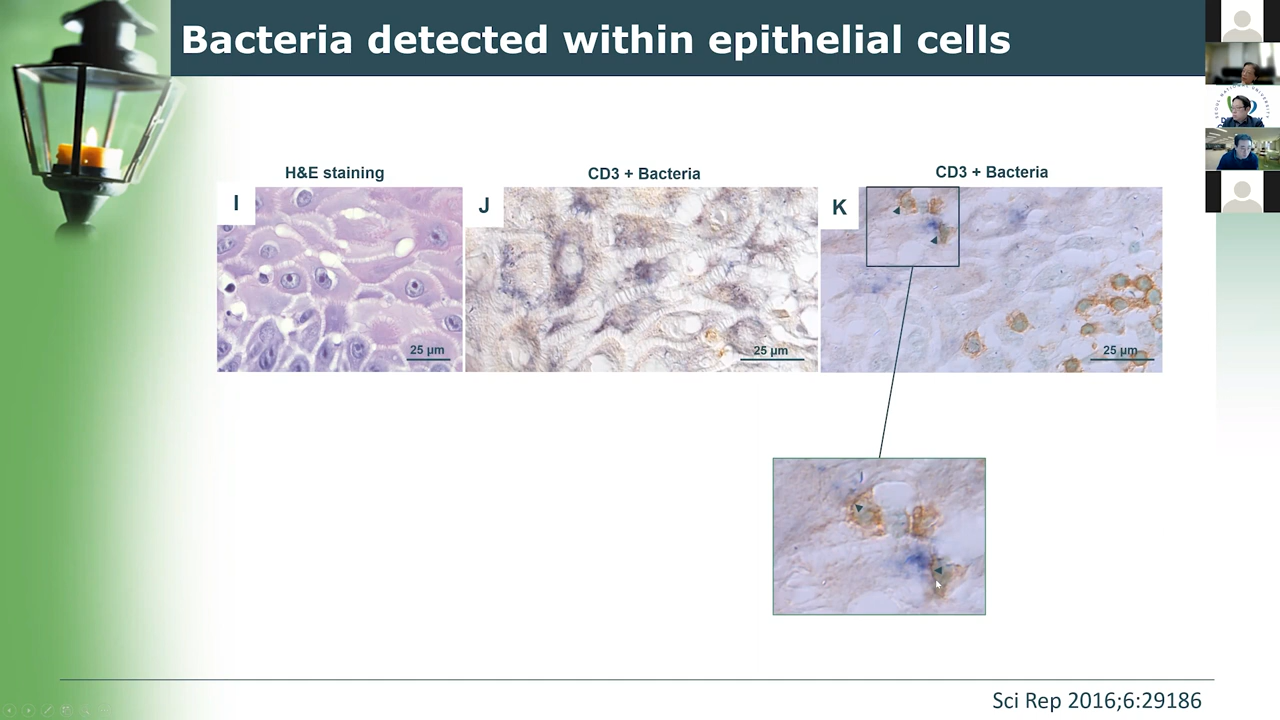 Bacteria detected within epithelial cells
H&E staining
CD3 + Bacteria
CD3 + Bacteria
I
J
K
25 µm
25 µm
25 µm
Sci Rep 2016;6:29186